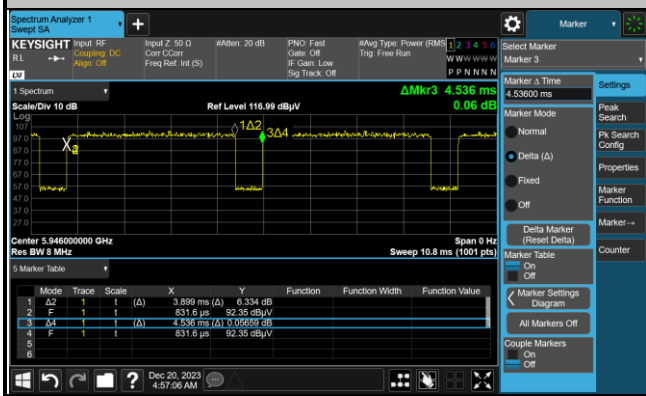 Spectrum Analyzer 1
Swept SA
+
Marker
KEYSIGHT
RL
Input: RF
Coupling: DC
Align: Off
Input Z: 50 Ω
Corr CCorr
Freq Ref: Int (S)
#Atten: 20 dB
PNO: Fast
Gate: Off
IF Gain: Low
Sig Track: Off
#Avg Type: Power (RMS)
Trig: Free Run
1 2 3 4 5 6
W W W W W W
P P N N N N
LXI
1 Spectrum
Scale/Div 10 dB
Ref Level 116.99 dBµV
ΔMkr3 4.536 ms
0.06 dB
Log
107
97.0
87.0
77.0
67.0
57.0
47.0
37.0
27.0
1Δ2
3Δ4
Center 5.946000000 GHz
Res BW 8 MHz
Span 0 Hz
Sweep 10.8 ms (1001 pts)
5 Marker Table
Mode Trace Scale X Y Function Function Width Function Value
1 Δ2 1 t (Δ) 3.899 ms (Δ) 6.334 dB
2 F 1 t 831.6 µs 92.35 dBµV
3 Δ4 1 t (Δ) 4.536 ms (Δ) 0.05659 dB
4 F 1 t 831.6 µs 92.35 dBµV
5
6
?
Dec 20, 2023
4:57:06 AM
Select Marker
Marker 3
Marker Δ Time
4.53600 ms
Marker Mode
Normal
Delta (Δ)
Fixed
Off
Delta Marker
(Reset Delta)
Marker Table
On
Off
Marker Settings
Diagram
All Markers Off
Couple Markers
On
Off
Settings
Peak
Search
Pk Search
Config
Properties
Marker
Function
Marker→
Counter